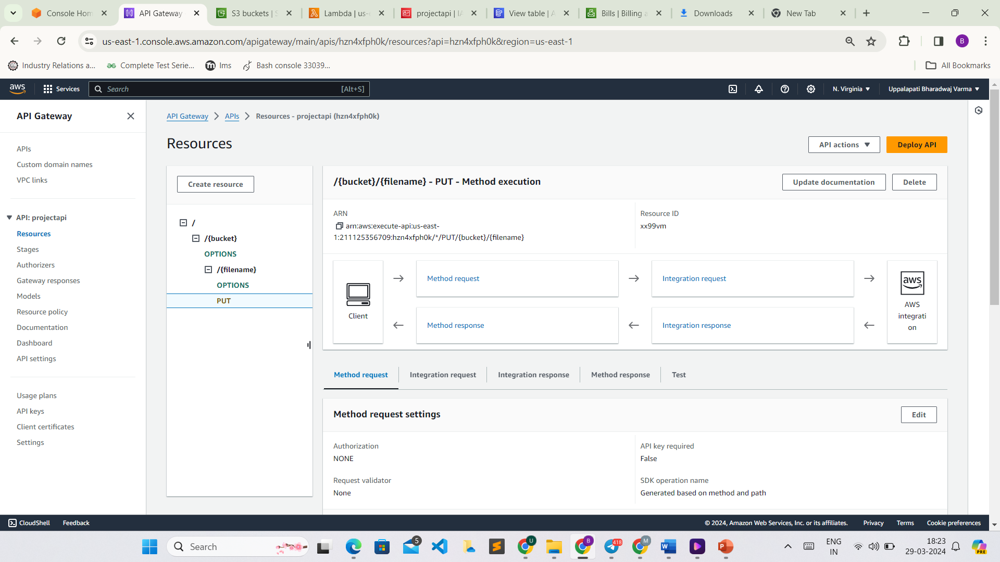 Console Hom
API Gateway
S3 buckets | S
Lambda | us-e
projectapi | IA
View table | A
Bills | Billing a
Downloads
New Tab
us-east-1.console.aws.amazon.com/apigateway/main/apis/hzn4xfph0k/resources?api=hzn4xfph0k&region=us-east-1
B
Industry Relations a...
Complete Test Serie...
lms
Bash console 33039...
All Bookmarks
aws
Services
Search
[Alt+S]
N. Virginia
Uppalapati Bharadwaj Varma
API Gateway
APIs
Custom domain names
VPC links
API: projectapi
Resources
Stages
Authorizers
Gateway responses
Models
Resource policy
Documentation
Dashboard
API settings
Usage plans
API keys
Client certificates
Settings
API Gateway > APIs > Resources - projectapi (hzn4xfph0k)
Resources
API actions
Deploy API
Create resource
/
/{bucket}
OPTIONS
/{filename}
OPTIONS
PUT
/{bucket}/{filename} - PUT - Method execution
Update documentation
Delete
ARN
arn:aws:execute-api:us-east-
1:211125356709:hzn4xfph0k/*/PUT/{bucket}/{filename}
Resource ID
xx99vm
Client
Method request
Integration request
Method response
Integration response
aws
AWS
integrati
on
Method request
Integration request
Integration response
Method response
Test
Method request settings
Edit
Authorization
NONE
API key required
False
Request validator
None
SDK operation name
Generated based on method and path
CloudShell
Feedback
© 2024, Amazon Web Services, Inc. or its affiliates.
Privacy
Terms
Cookie preferences
Search
5
U
B
418
M
ENG
IN
18:23
29-03-2024
PRE